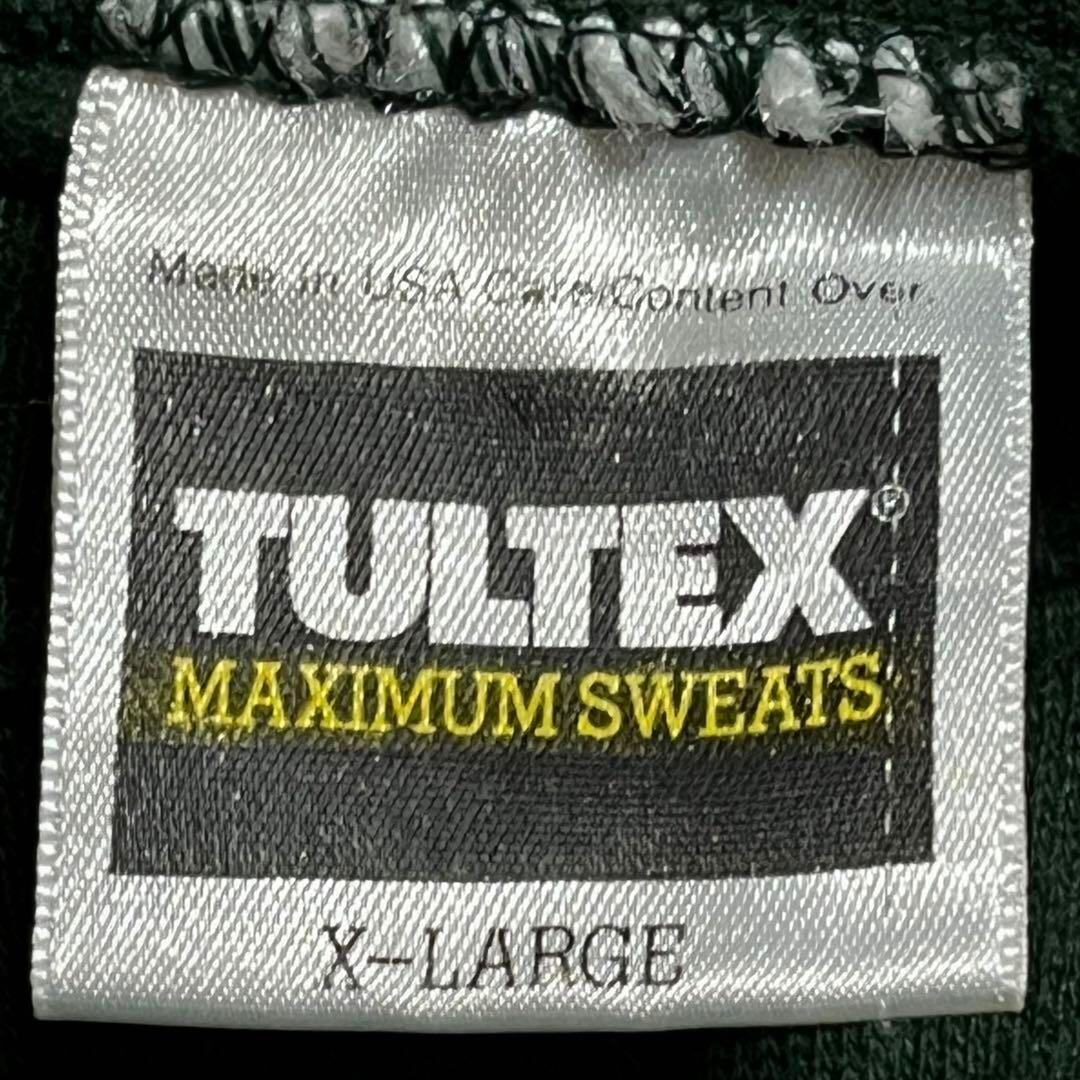 Made in USA Care/Content Over.
TULTEX®
MAXIMUM SWEATS
X-LARGE